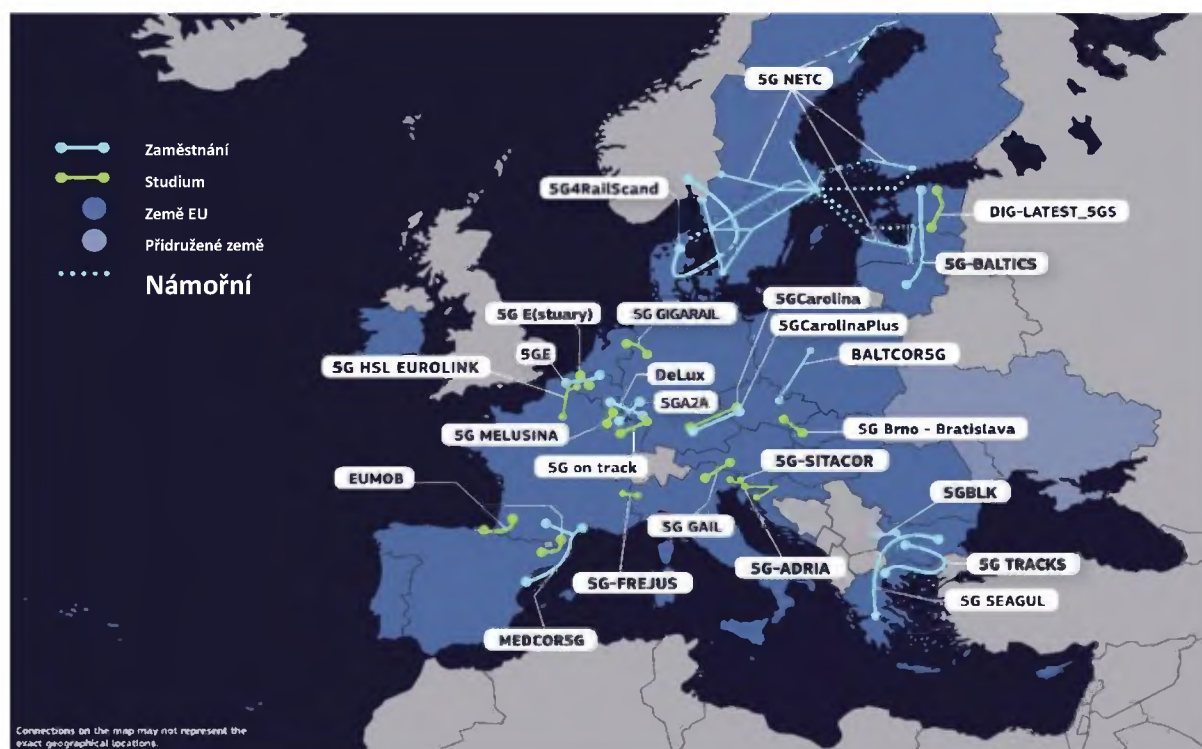 5G NETC
Zaměstnání
Studium
Země EU
Přidružené země
Námořní
5G4RailScand
DIG-LATEST_5GS
5G-BALTICS
5G E(stuary)
5G GIGARAIL
5GCarolina
5GCarolinaPlus
5GE
BALTCOR5G
5G HSL EUROLINK
DeLux
5GA2A
5G MELUSINA
5G Brno - Bratislava
5G on track
5G-SITACOR
EUMOB
5GBLK
5G GAIL
5G-ADRIA
5G TRACKS
5G-FREJUS
5G SEAGUL
MEDCOR5G
Connections on the map may not represent the
exact geographical locations.